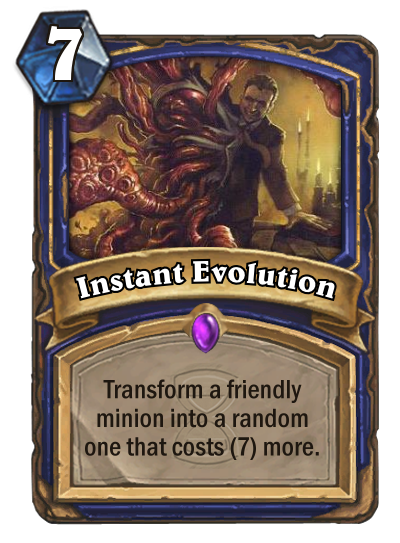 7
Instant Evolution
Transform a friendly
minion into a random
one that costs (7) more.